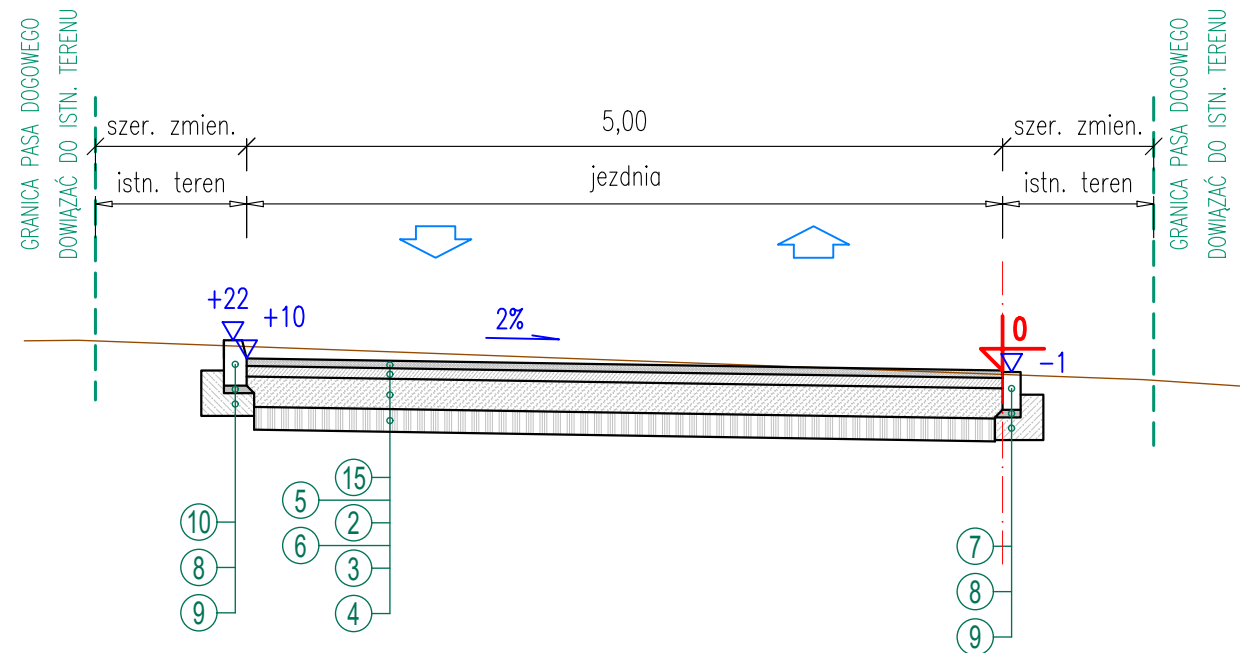 GRANICA PASA DOGOWEGO
DOWIĄZAĆ DO ISTN. TERENU
szer. zmien.
5,00
szer. zmien.
istn. teren
jezdnia
istn. teren
GRANICA PASA DOGOWEGO
DOWIĄZAĆ DO ISTN. TERENU
+22
+10
2%
0
-1
15
5
2
6
3
4
10
8
9
7
8
9